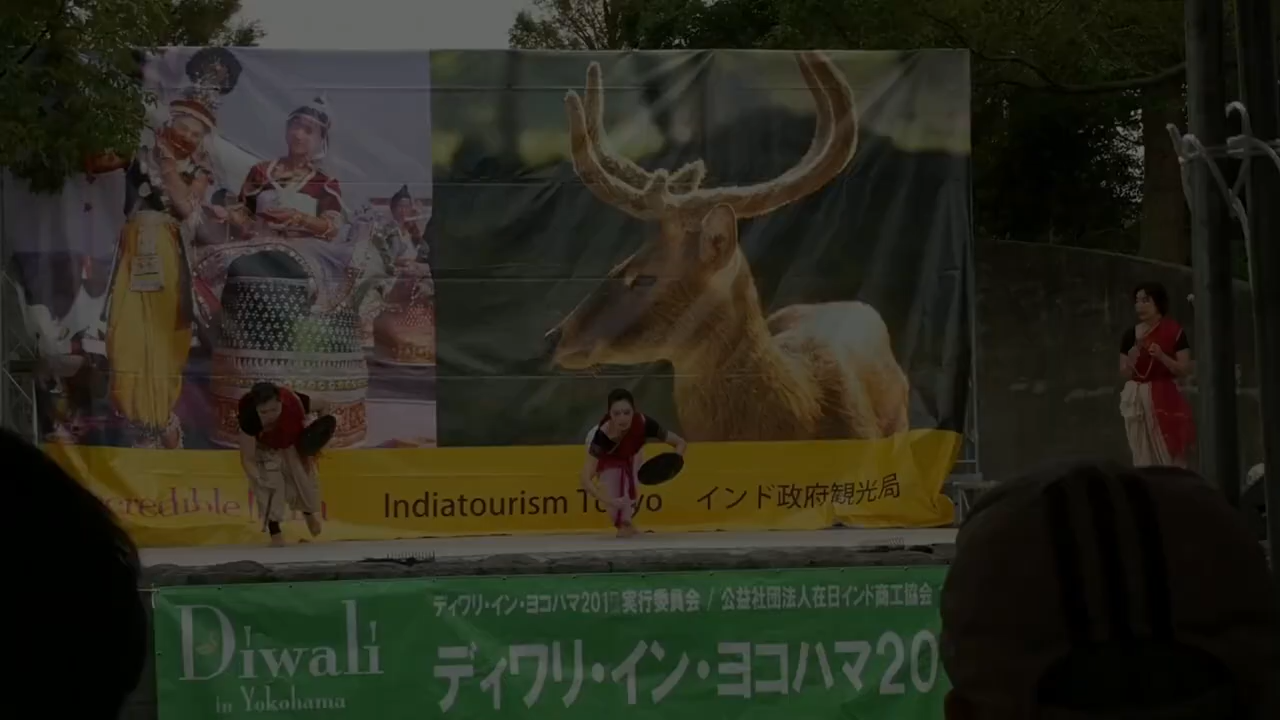 Indiatourism インド政府観光局
Diwali
in Yokohama
ディワリ・イン・ヨコハマ201 実行委員会 / 公益社団法人在日インド商工協会
ディワリ・イン・ヨコハマ20